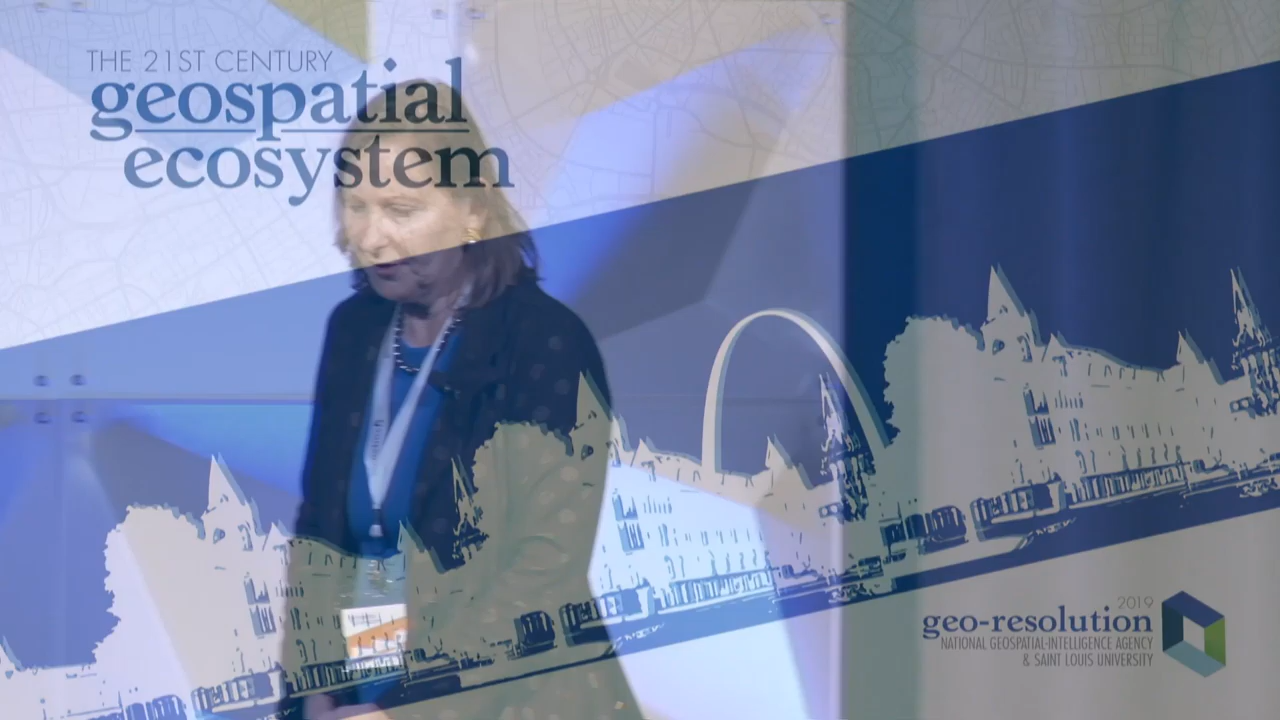 THE 21ST CENTURY
geospatial
ecosystem
2019
geo-resolution
NATIONAL GEOSPATIAL-INTELLIGENCE AGENCY
& SAINT LOUIS UNIVERSITY